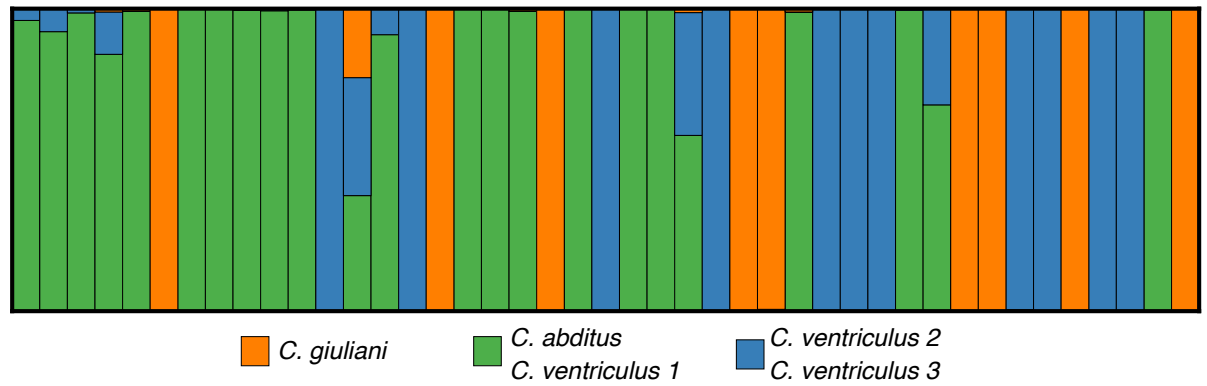 C. giuliani
C. abditus
C. ventriculus 1
C. ventriculus 2
C. ventriculus 3